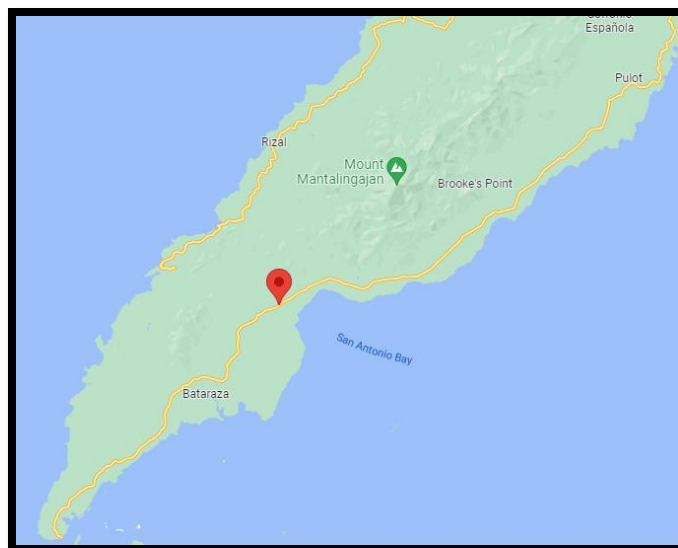 Española
Pulot
Rizal
Mount
Mantalingajan
Brooke's Point
San Antonio Bay
Bataraza